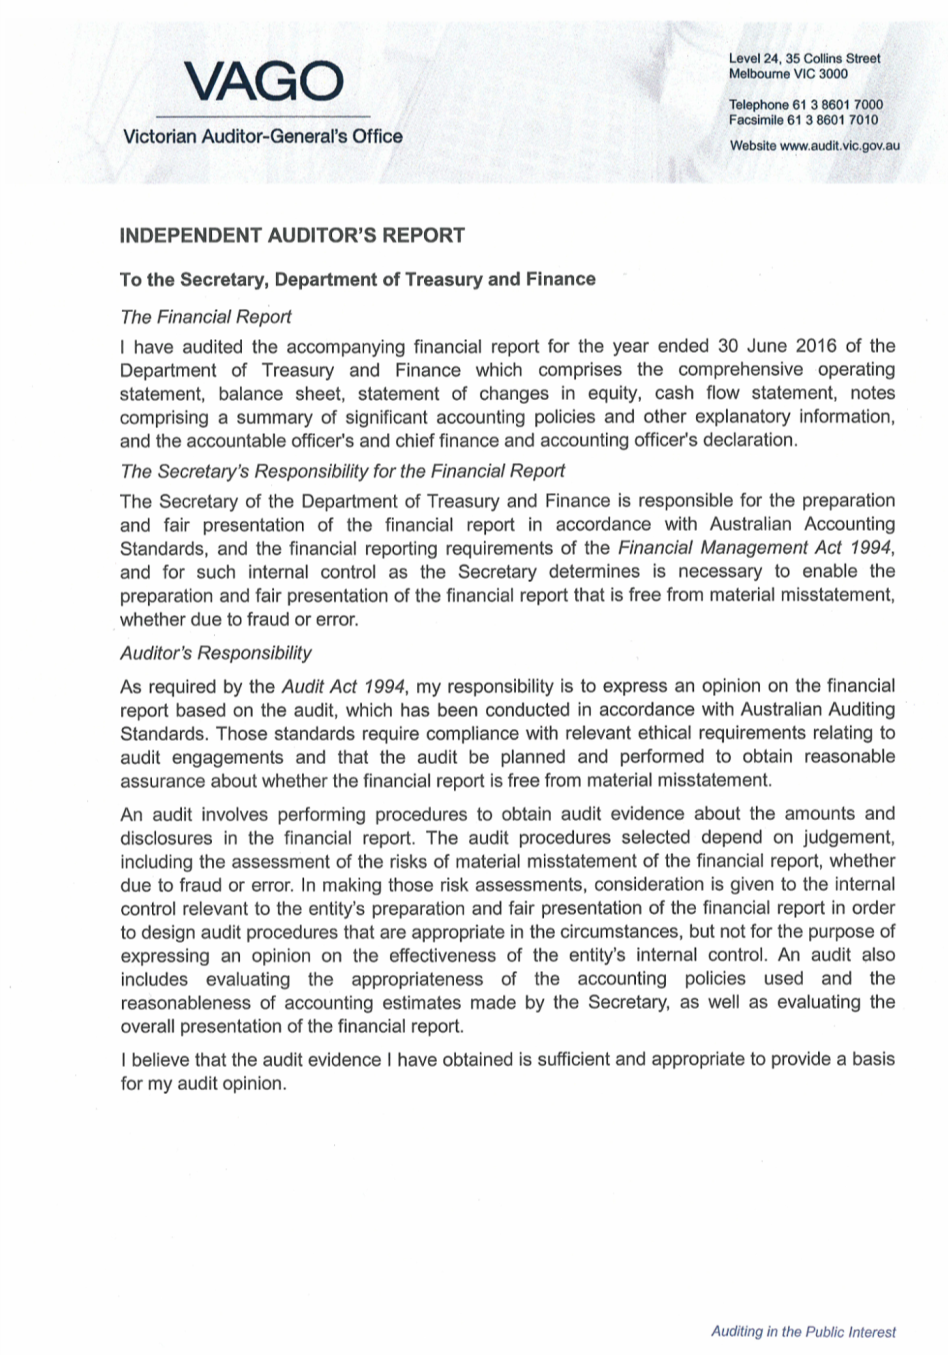 VAGO
Victorian Auditor-General's Office
Level 24, 35 Collins Street
Melbourne VIC 3000
Telephone 61 3 8601 7000
Facsimile 61 3 8601 7010
Website www.audit.vic.gov.au
INDEPENDENT AUDITOR'S REPORT
To the Secretary, Department of Treasury and Finance
The Financial Report
I have audited the accompanying financial report for the year ended 30 June 2016 of the
Department of Treasury and Finance which comprises the comprehensive operating
statement, balance sheet, statement of changes in equity, cash flow statement, notes
comprising a summary of significant accounting policies and other explanatory information,
and the accountable officer's and chief finance and accounting officer's declaration.
The Secretary's Responsibility for the Financial Report
The Secretary of the Department of Treasury and Finance is responsible for the preparation
and fair presentation of the financial report in accordance with Australian Accounting
Standards, and the financial reporting requirements of the Financial Management Act 1994,
and for such internal control as the Secretary determines is necessary to enable the
preparation and fair presentation of the financial report that is free from material misstatement,
whether due to fraud or error.
Auditor's Responsibility
As required by the Audit Act 1994, my responsibility is to express an opinion on the financial
report based on the audit, which has been conducted in accordance with Australian Auditing
Standards. Those standards require compliance with relevant ethical requirements relating to
audit engagements and that the audit be planned and performed to obtain reasonable
assurance about whether the financial report is free from material misstatement.
An audit involves performing procedures to obtain audit evidence about the amounts and
disclosures in the financial report. The audit procedures selected depend on judgement,
including the assessment of the risks of material misstatement of the financial report, whether
due to fraud or error. In making those risk assessments, consideration is given to the internal
control relevant to the entity's preparation and fair presentation of the financial report in order
to design audit procedures that are appropriate in the circumstances, but not for the purpose of
expressing an opinion on the effectiveness of the entity's internal control. An audit also
includes evaluating the appropriateness of the accounting policies used and the
reasonableness of accounting estimates made by the Secretary, as well as evaluating the
overall presentation of the financial report.
I believe that the audit evidence I have obtained is sufficient and appropriate to provide a basis
for my audit opinion.
Auditing in the Public Interest